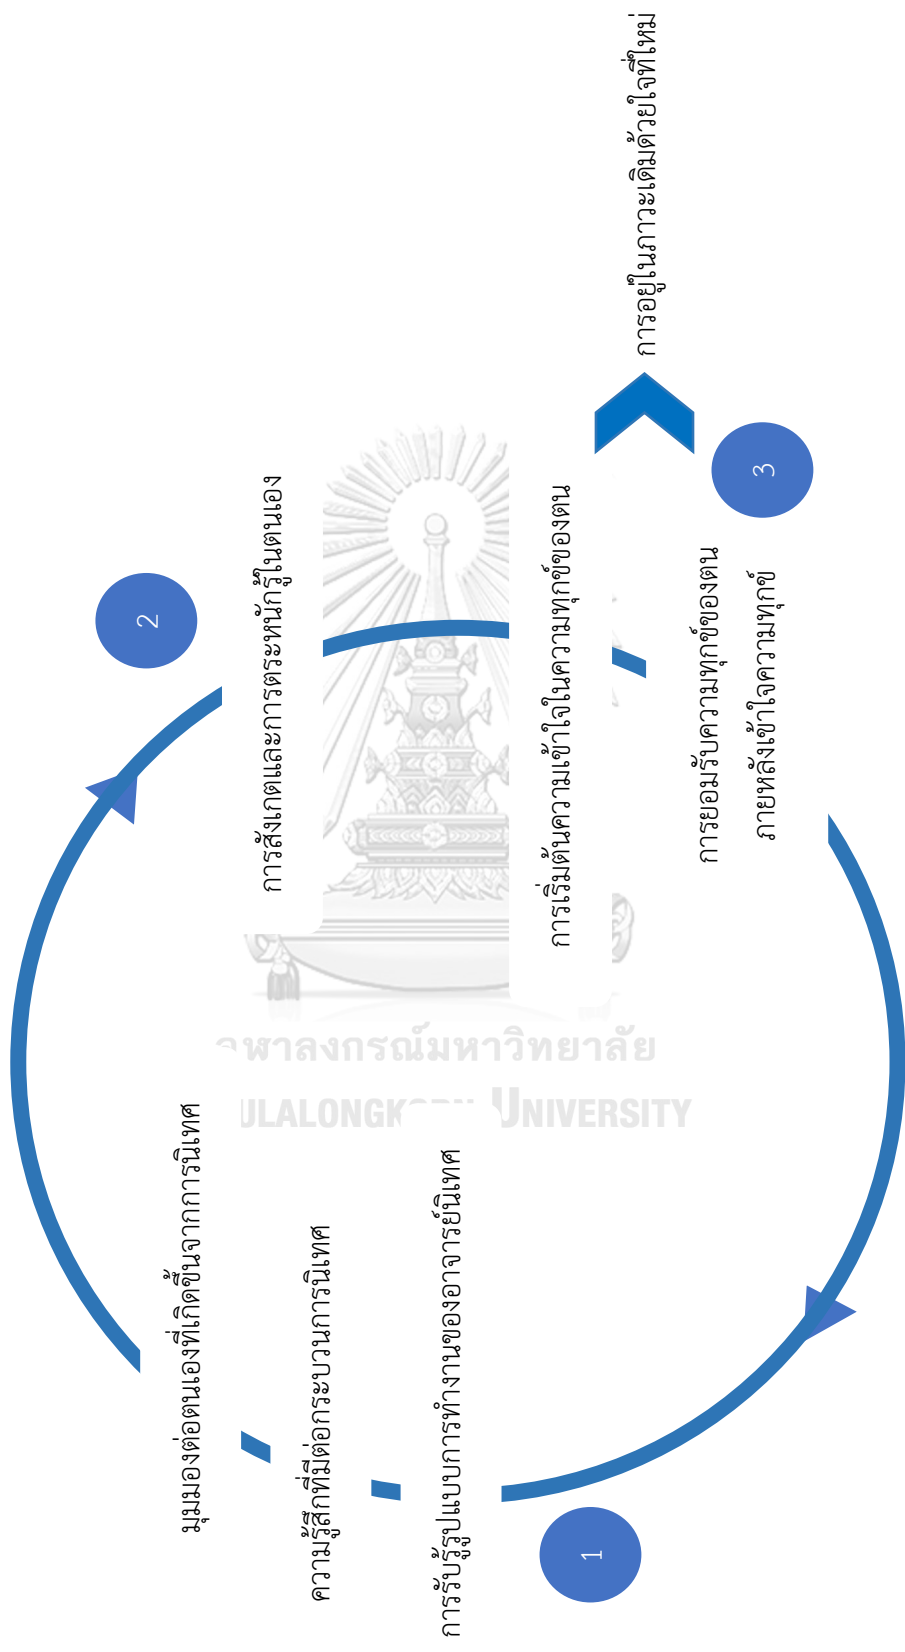 มุมมองต่อตนเองที่เกิดขึ้นจากการนิเทศ
ความรู้สึกที่มีต่อกระบวนการนิเทศ
การรับรู้รูปแบบการทำงานของอาจารย์นิเทศ
1
2
การสังเกตและการตระหนักรู้ในตนเอง
การเริ่มต้นความเข้าใจในความทุกข์ของตน
การยอมรับความทุกข์ของตน
ภายหลังเข้าใจความทุกข์
3
การอยู่ในภาวะเดิมด้วยใจที่ใหม่
หาลงกรณ์มหาวิทยาลัย
UNIVERSITY